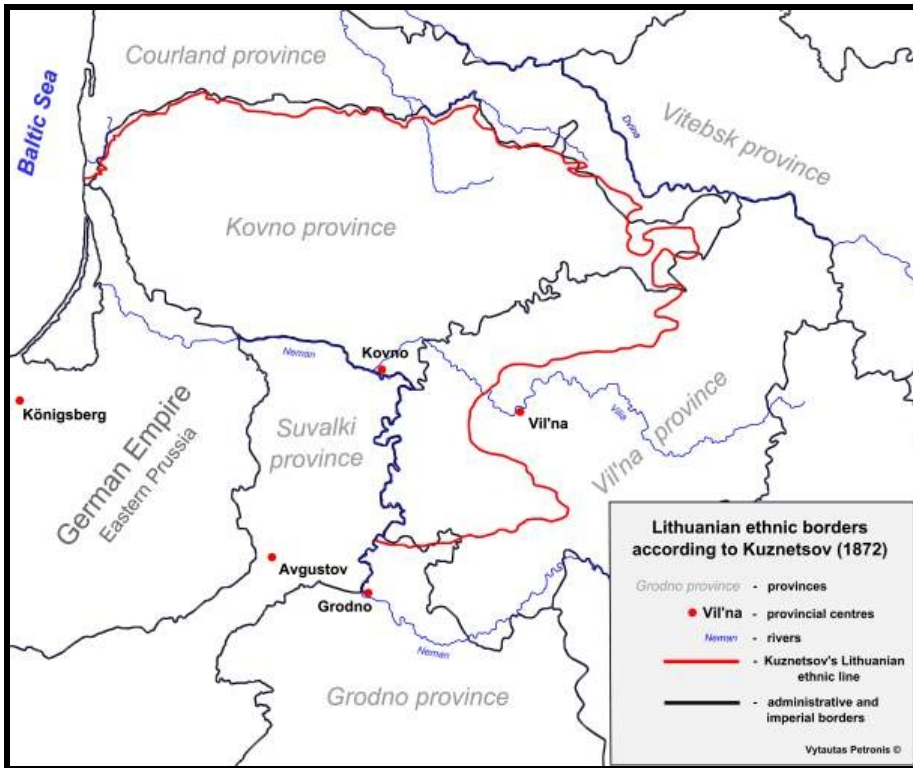 Courland province
Baltic Sea
Dvina
Vitebsk province
Kovno province
Neman
Kovno
Königsberg
Suvalki
province
Vil'na
Vilia
Vil'na province
German Empire
Eastern Prussia
Avgustov
Grodno
Neman
Grodno province
Lithuanian ethnic borders
according to Kuznetsov (1872)
Grodno province - provinces
Vil'na - provincial centres
Neman - rivers
- Kuznetsov's Lithuanian
ethnic line
- administrative and
imperial borders
Vytautas Petronis ©